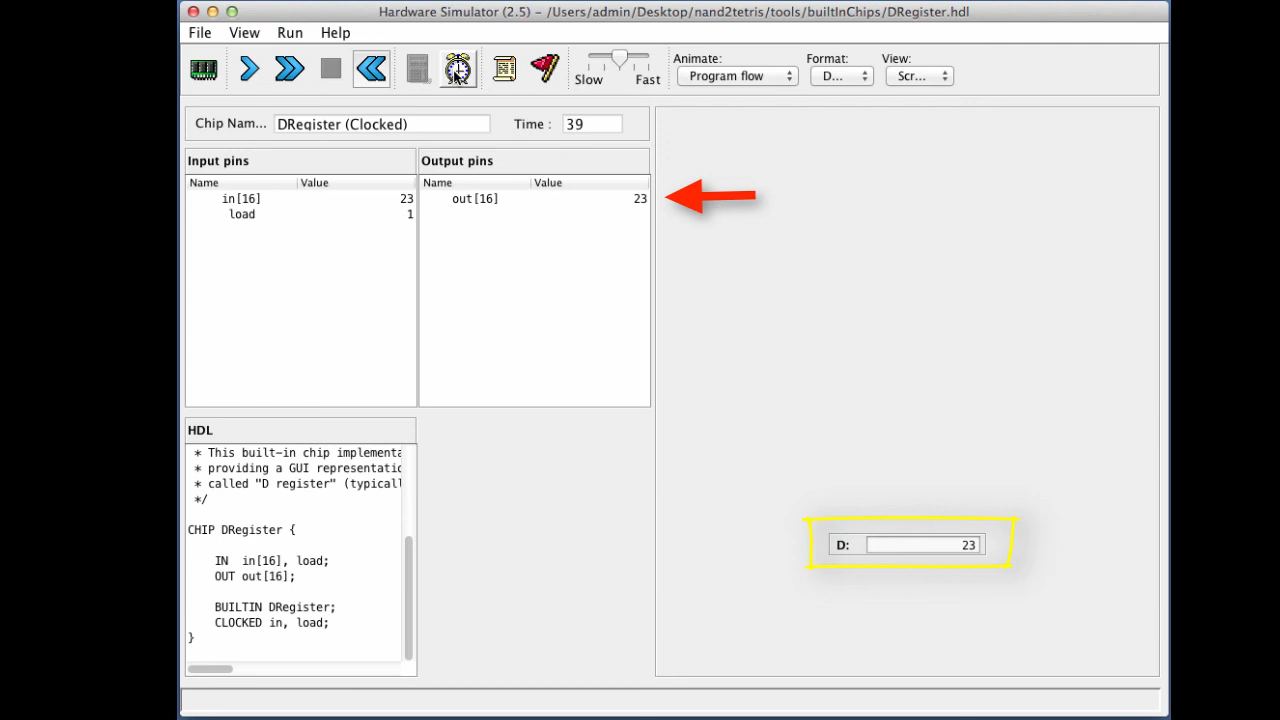 Hardware Simulator (2.5) – /Users/admin/Desktop/nand2tetris/tools/builtInChips/DRegister.hdl
File View Run Help
Slow Fast
Animate: Format: View:
Program flow D... Scr...
Chip Nam... DRegister (Clocked) Time : 39
Input pins Output pins
Name Value Name Value
in[16] 23 out[16] 23
load 1
HDL
* This built-in chip implementa
* providing a GUI representatio
* called "D register" (typicall
*/
CHIP DRegister {
IN in[16], load;
OUT out[16];
BUILTIN DRegister;
CLOCKED in, load;
}
D: 23